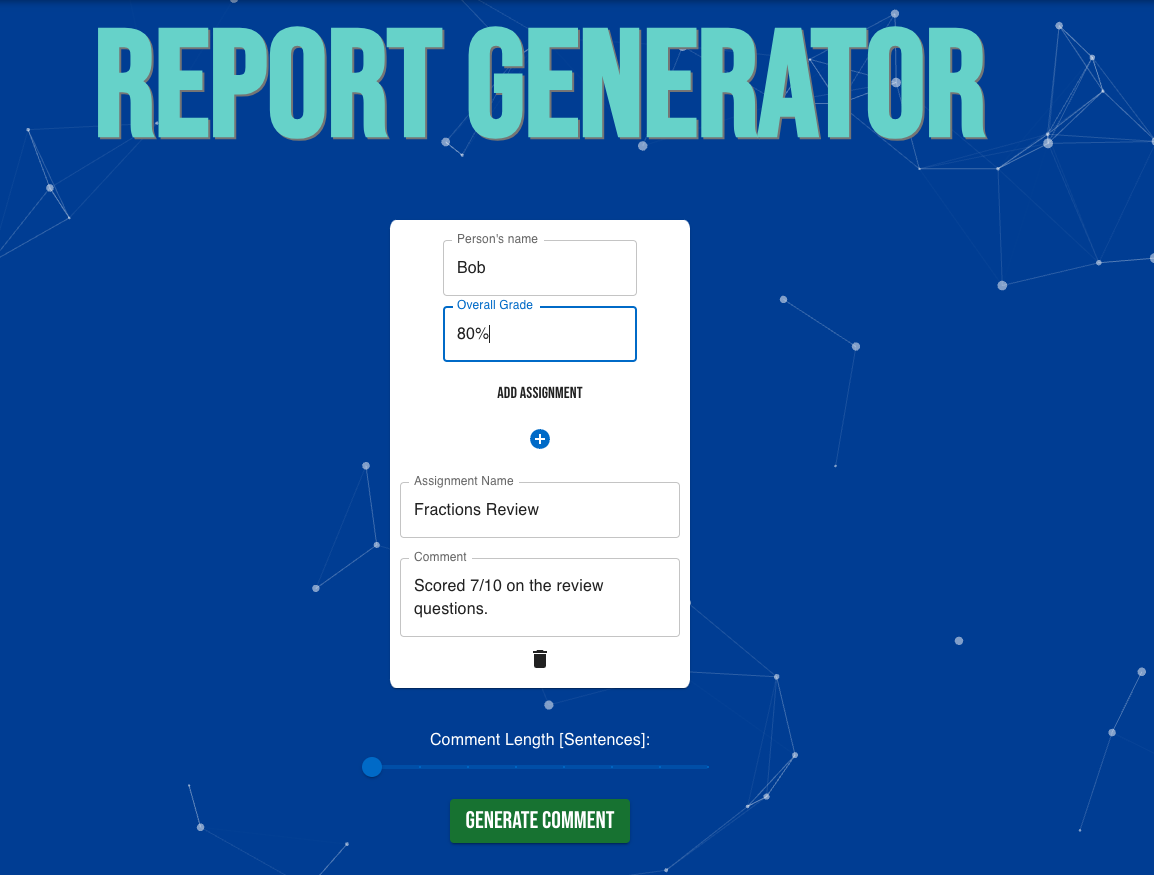 REPORT GENERATOR
Person's name
Bob
Overall Grade
80%
ADD ASSIGNMENT
Assignment Name
Fractions Review
Comment
Scored 7/10 on the review
questions.
Comment Length [Sentences]:
GENERATE COMMENT